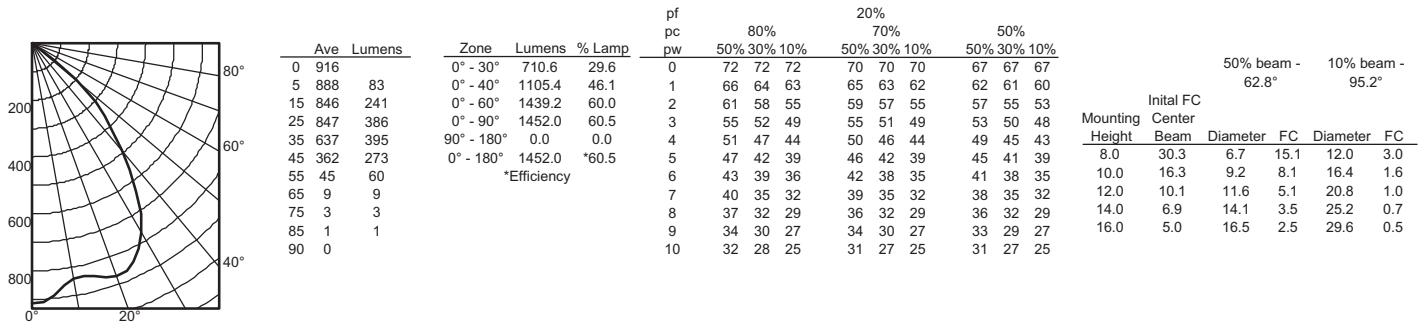 80°
60°
40°
200
400
600
800
0° 20°
Ave Lumens
0 916
5 888 83
15 846 241
25 847 386
35 637 395
45 362 273
55 45 60
65 9 9
75 3 3
85 1 1
90 0
Zone Lumens % Lamp
0° - 30° 710.6 29.6
0° - 40° 1105.4 46.1
0° - 60° 1439.2 60.0
0° - 90° 1452.0 60.5
90° - 180° 0.0 0.0
0° - 180° 1452.0 *60.5
*Efficiency
pf 20%
pc 80% 70% 50%
pw 50% 30% 10% 50% 30% 10% 50% 30% 10%
0 72 72 72 70 70 70 67 67 67
1 66 64 63 65 63 62 62 61 60
2 61 58 55 59 57 55 57 55 53
3 55 52 49 55 51 49 53 50 48
4 51 47 44 50 46 44 49 45 43
5 47 42 39 46 42 39 45 41 39
6 43 39 36 42 38 35 41 38 35
7 40 35 32 39 35 32 38 35 32
8 37 32 29 36 32 29 36 32 29
9 34 30 27 34 30 27 33 29 27
10 32 28 25 31 27 25 31 27 25
50% beam - 10% beam -
62.8° 95.2°
Inital FC
Mounting Center
Height Beam Diameter FC Diameter FC
8.0 30.3 6.7 15.1 12.0 3.0
10.0 16.3 9.2 8.1 16.4 1.6
12.0 10.1 11.6 5.1 20.8 1.0
14.0 6.9 14.1 3.5 25.2 0.7
16.0 5.0 16.5 2.5 29.6 0.5